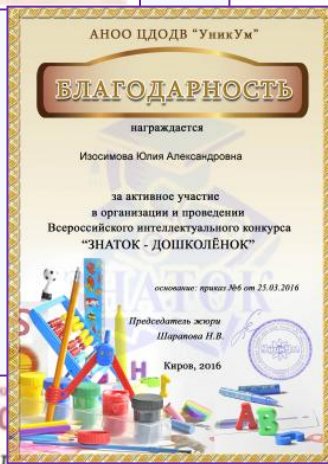 АНОО ЦДОДВ "УникУм"
БЛАГОДАРНОСТЬ
награждается
Изосимова Юлия Александровна
за активное участие
в организации и проведении
Всероссийского интеллектуального конкурса
"ЗНАТОК - ДОШКОЛЁНОК"
ЗНАТОК
основание: приказ №6 от 25.03.2016
Председатель жюри
Шарапова Н.В.
Киров, 2016